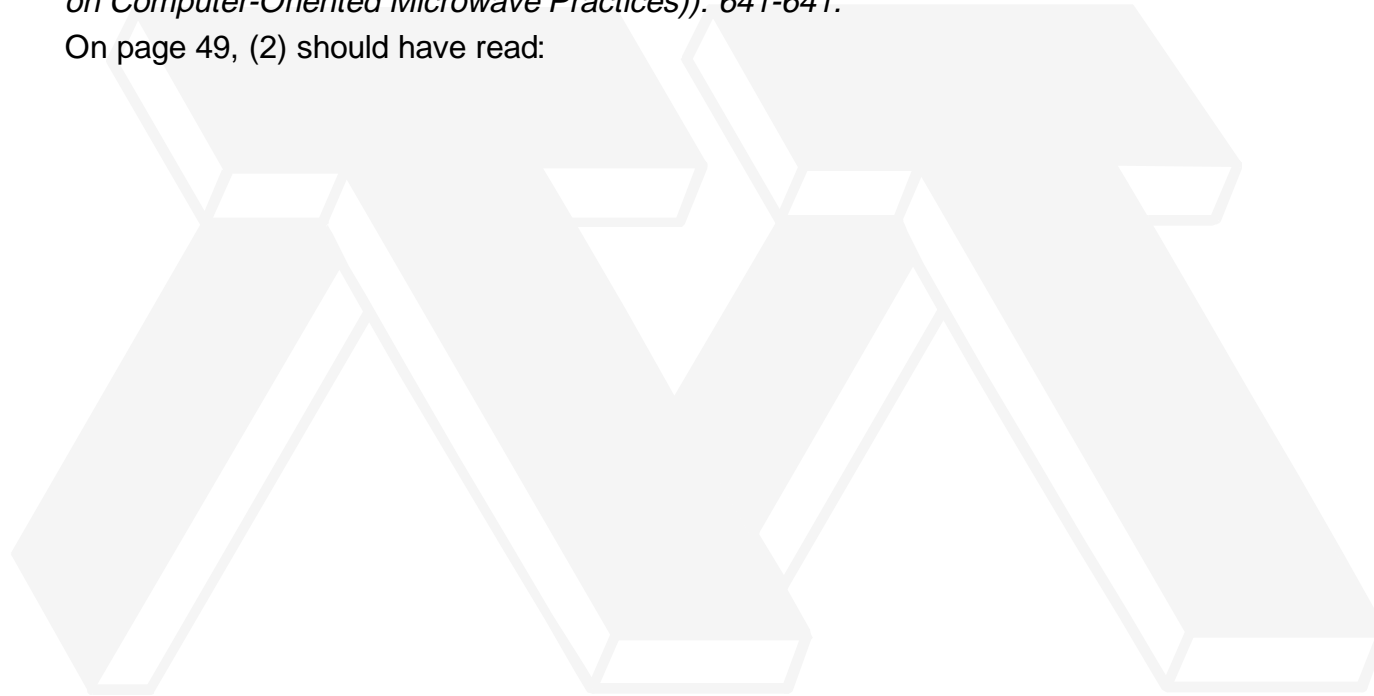 on Computer-Oriented Microwave Practices)). 641-641.
On page 49, (2) should have read: